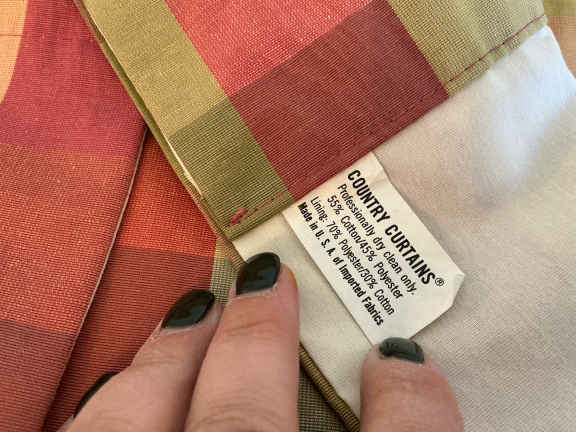 COUNTRY CURTAINS®
Professionally dry clean only.
55% Cotton/45% Polyester
Lining: 70% Polyester/30% Cotton
Made in U. S. A. of Imported Fabrics